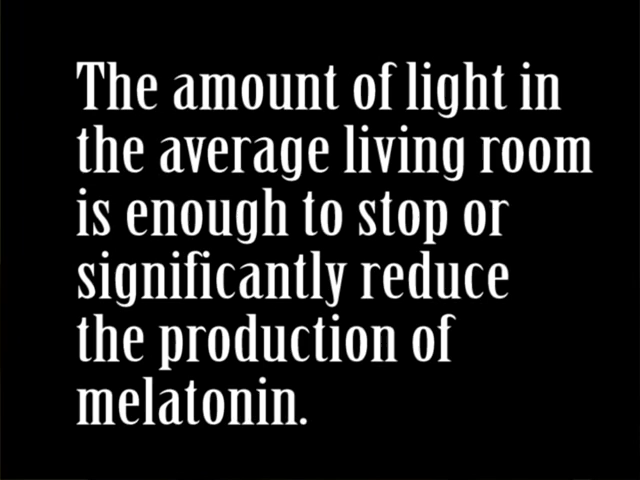 The amount of light in
the average living room
is enough to stop or
significantly reduce
the production of
melatonin.